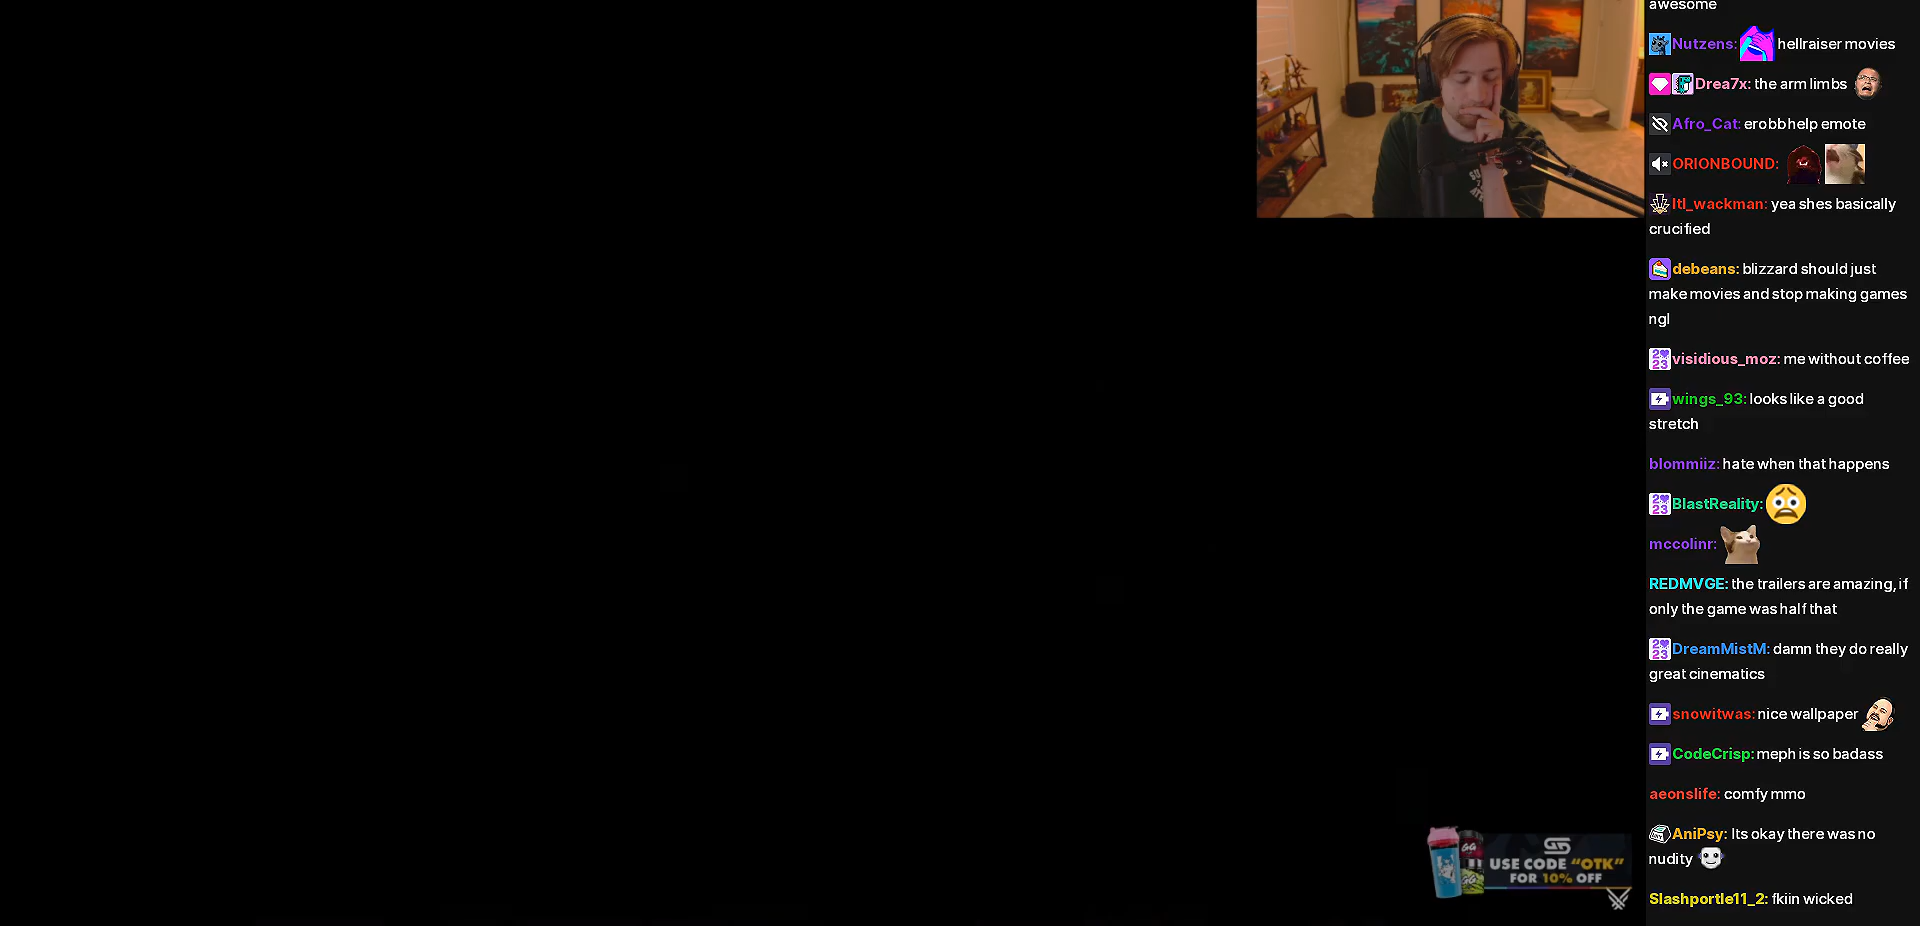 awesome
Nutzens: hellraiser movies
Drea7x: the arm limbs
Afro_Cat: erobbhelp emote
ORIONBOUND:
ltl_wackman: yea shes basically
crucified
debeans: blizzard should just
make movies and stop making games
ngl
visidious_moz: me without coffee
wings_93: looks like a good
stretch
blommiiz: hate when that happens
BlastReality:
mccolinr:
REDMVGE: the trailers are amazing, if
only the game was half that
DreamMistM: damn they do really
great cinematics
snowitwas: nice wallpaper
CodeCrisp: meph is so badass
aeonslife: comfy mmo
AniPsy: Its okay there was no
nudity
Slashportle11_2: fkiin wicked
GG
USE CODE “OTK”
FOR 10% OFF